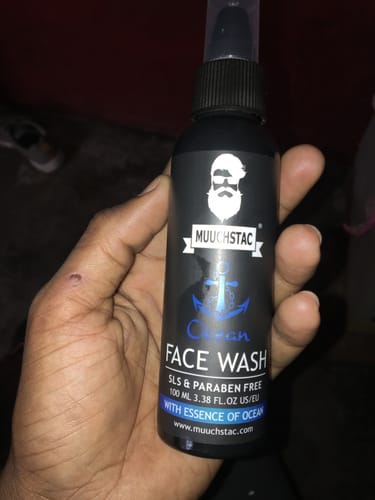 MUUCHSTAC
®
Ocean
FACE WASH
SLS & PARABEN FREE
100 ML 3.38 FL.OZ US/EU
WITH ESSENCE OF OCEAN
www.muuchstac.com